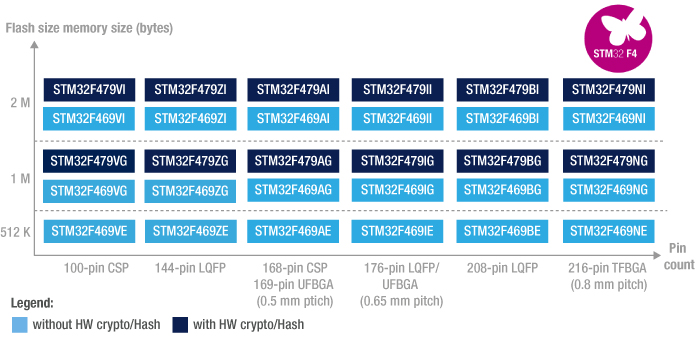 Flash size memory size (bytes)
STM32 F4
2 M
STM32F479VI STM32F479ZI STM32F479AI STM32F479II STM32F479BI STM32F479NI
STM32F469VI STM32F469ZI STM32F469AI STM32F469II STM32F469BI STM32F469NI
1 M
STM32F479VG STM32F479ZG STM32F479AG STM32F479IG STM32F479BG STM32F479NG
STM32F469VG STM32F469ZG STM32F469AG STM32F469IG STM32F469BG STM32F469NG
512 K
STM32F469VE STM32F469ZE STM32F469AE STM32F469IE STM32F469BE STM32F469NE
Pin
count
100-pin CSP 144-pin LQFP 168-pin CSP 176-pin LQFP/ 208-pin LQFP 216-pin TFBGA
169-pin UFBGA UFBGA (0.8 mm pitch)
(0.5 mm ptich) (0.65 mm pitch)
Legend:
without HW crypto/Hash with HW crypto/Hash